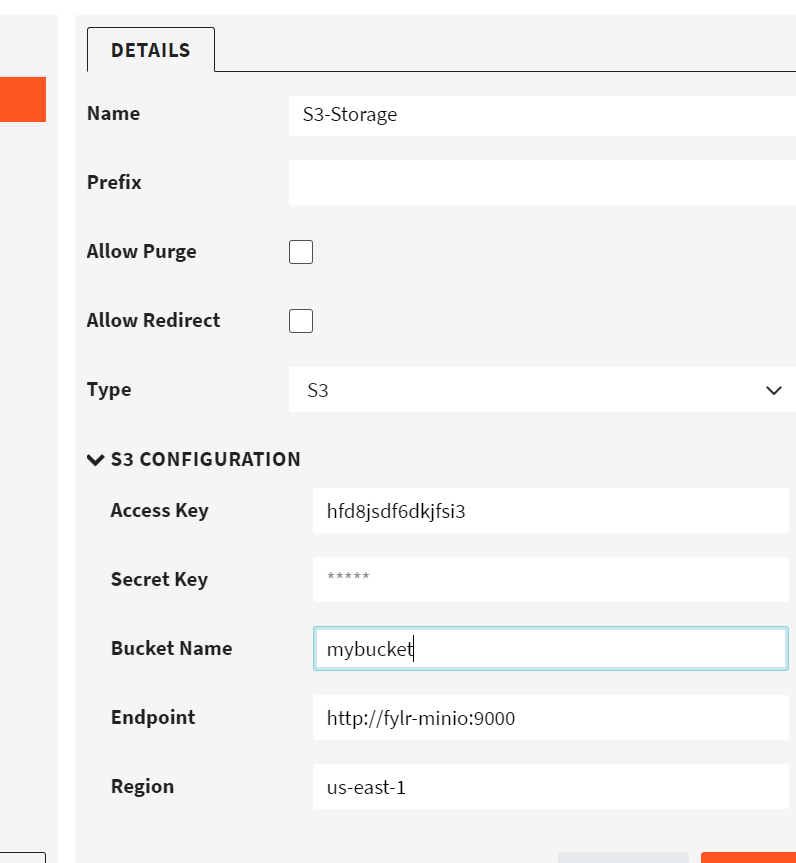 DETAILS
Name S3-Storage
Prefix
Allow Purge
Allow Redirect
Type S3
S3 CONFIGURATION
Access Key hfd8jsdf6dkjfsi3
Secret Key *****
Bucket Name mybucket
Endpoint http://fylr-minio:9000
Region us-east-1